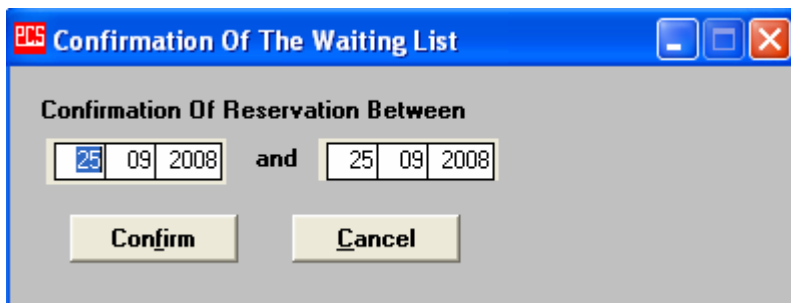 PCS Confirmation Of The Waiting List
Confirmation Of Reservation Between
25 09 2008 and 25 09 2008
Confirm Cancel